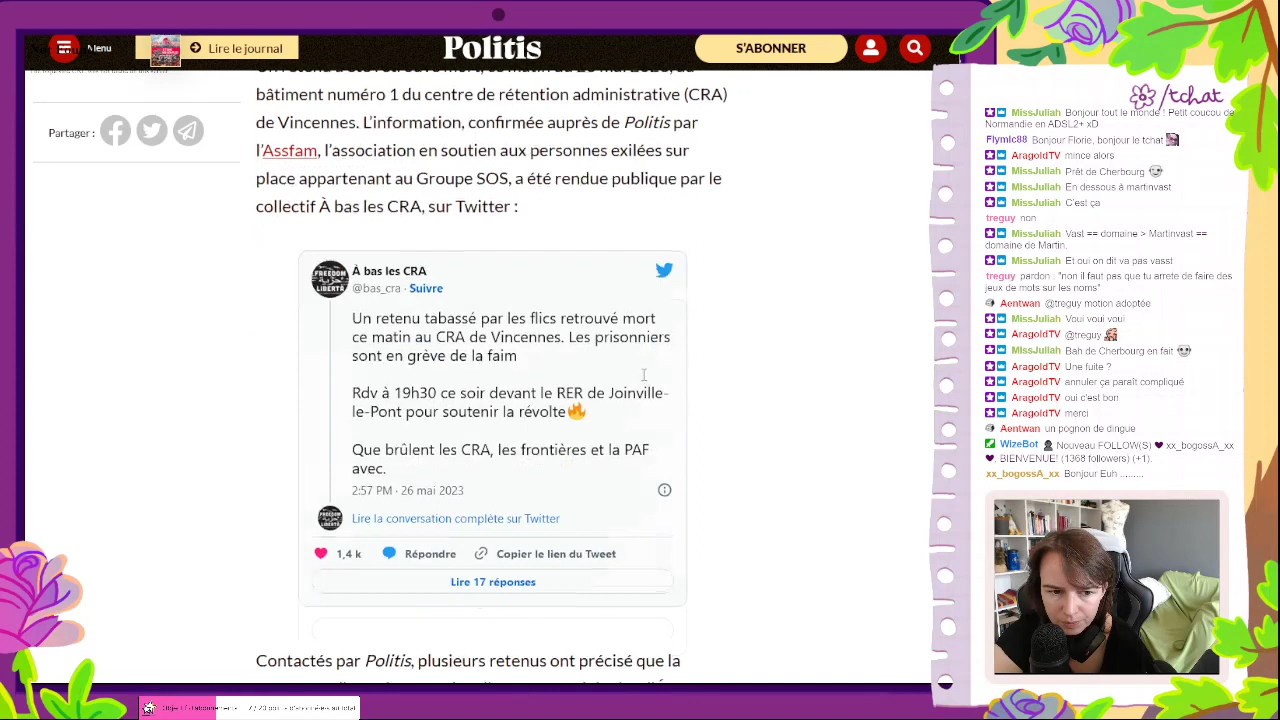 Menu
Lire le journal
Politis
S'ABONNER
bâtiment numéro 1 du centre de rétention administrative (CRA)
de Vincennes. L'information, confirmée auprès de Politis par
l'Assfam, l'association en soutien aux personnes exilées sur
place appartenant au Groupe SOS, a été rendue publique par le
collectif À bas les CRA, sur Twitter :
Partager :
À bas les CRA
@bas_cra · Suivre
Un retenu tabassé par les flics retrouvé mort
ce matin au CRA de Vincennes. Les prisonniers
sont en grève de la faim
Rdv à 19h30 ce soir devant le RER de Joinville-
le-Pont pour soutenir la révolte🔥
Que brûlent les CRA, les frontières et la PAF
avec.
2:57 PM · 26 mai 2023
Lire la conversation complète sur Twitter
1,4 k Répondre Copier le lien du Tweet
Lire 17 réponses
Contactés par Politis, plusieurs retenus ont précisé que la
/tchat
MissJuliah Bonjour tout le monde ! Petit coucou de
Normandie en ADSL2+ xD
Flymic88 Bonjour Florie, bonjour le tchat
AragoldTV mince alors
MissJuliah Prêt de Cherbourg
MissJuliah En dessous à martinvast
MissJuliah C'est ça
treguy non
MissJuliah Vast == domaine > Martinvast ==
domaine de Martin.
MissJuliah Et oui on dit va pas vasst
treguy pardon : "non il faut pas que tu arrete de faire des
jeux de mots sur les noms"
Aentwan @treguy motion adoptée
MissJuliah Voui voui voui
AragoldTV @treguy
MissJuliah Bah de Cherbourg en fait
AragoldTV Une fuite ?
AragoldTV annuler ça paraît compliqué
AragoldTV oui c'est bon
AragoldTV merci
Aentwan un pognon de dingue
WizeBot Nouveau FOLLOW(S) ♥ xx_bogossA_xx
♥, BIENVENUE! (1368 followers) (+1).
xx_bogossA_xx Bonjour Euh .........
FREEDOM
LIBERTÀ